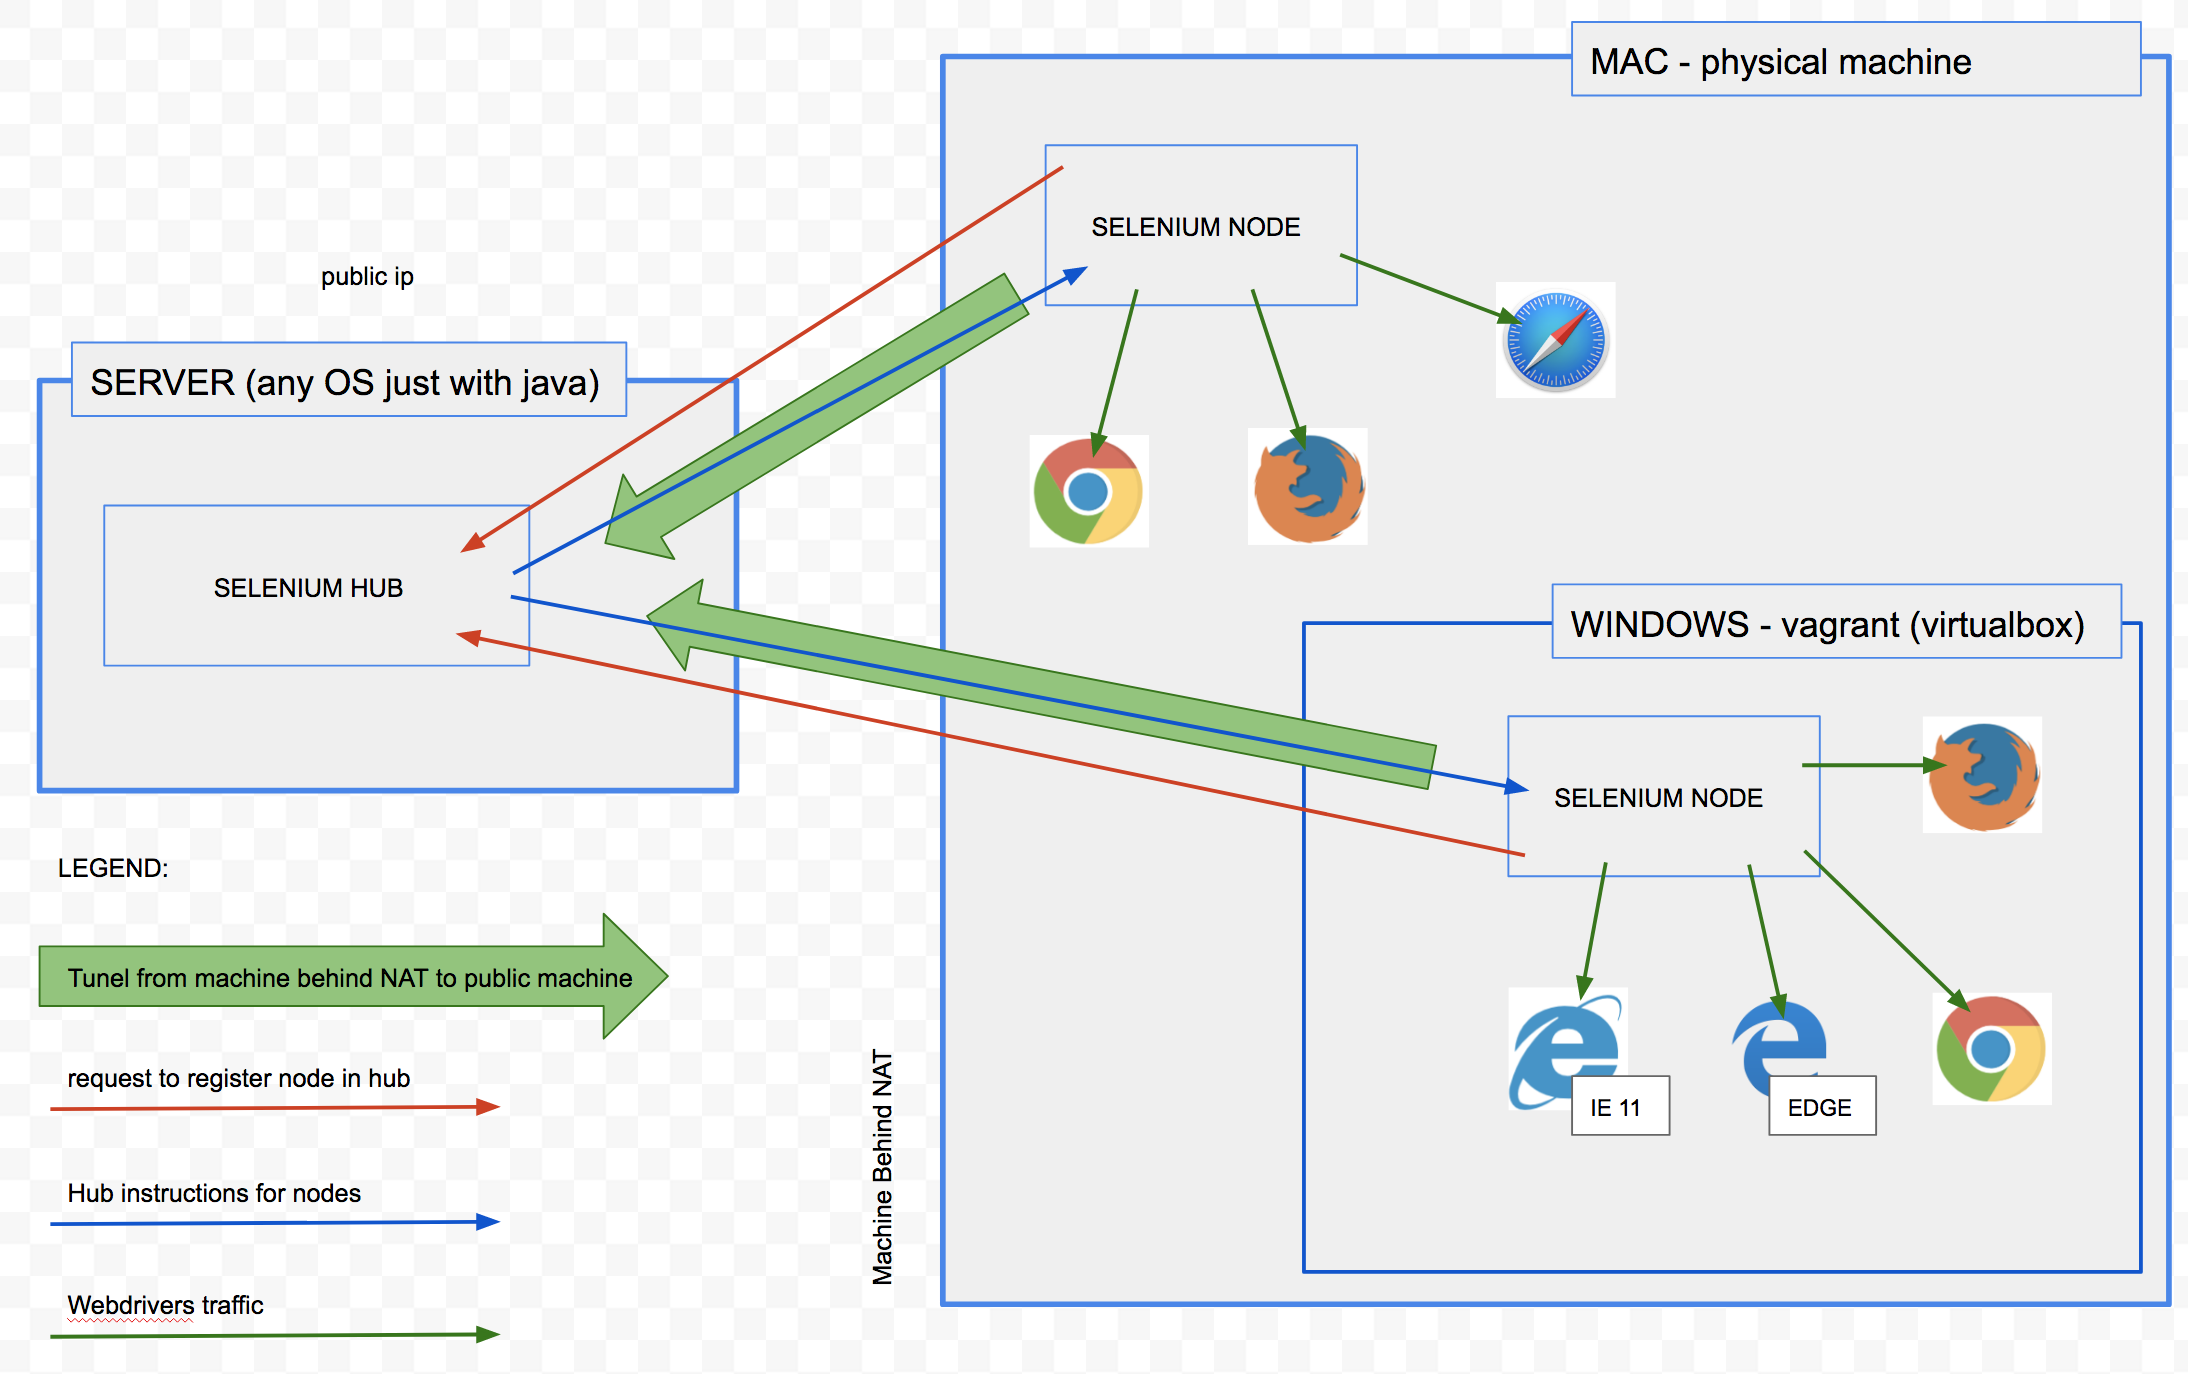 MAC - physical machine
SELENIUM NODE
public ip
SERVER (any OS just with java)
SELENIUM HUB
WINDOWS - vagrant (virtualbox)
SELENIUM NODE
IE 11
EDGE
Machine Behind NAT
LEGEND:
Tunel from machine behind NAT to public machine
request to register node in hub
Hub instructions for nodes
Webdrivers traffic